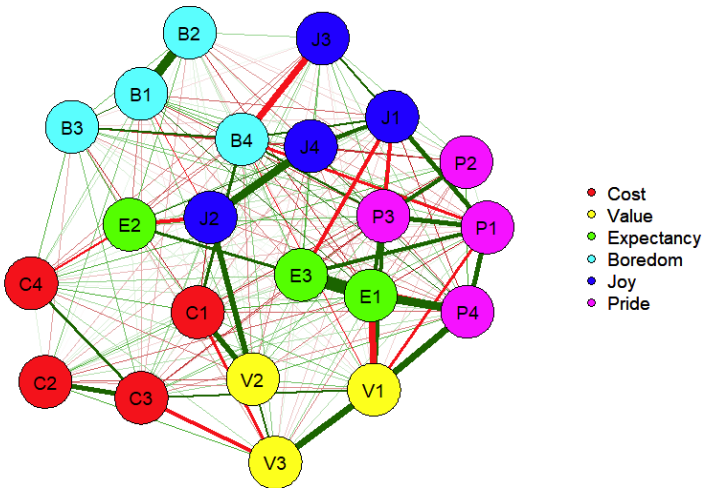 B2
J3
B1
J1
B3
B4
J4
P2
E2
J2
P3
P1
C4
E3
E1
C1
P4
C2
C3
V2
V1
V3
Cost
Value
Expectancy
Boredom
Joy
Pride